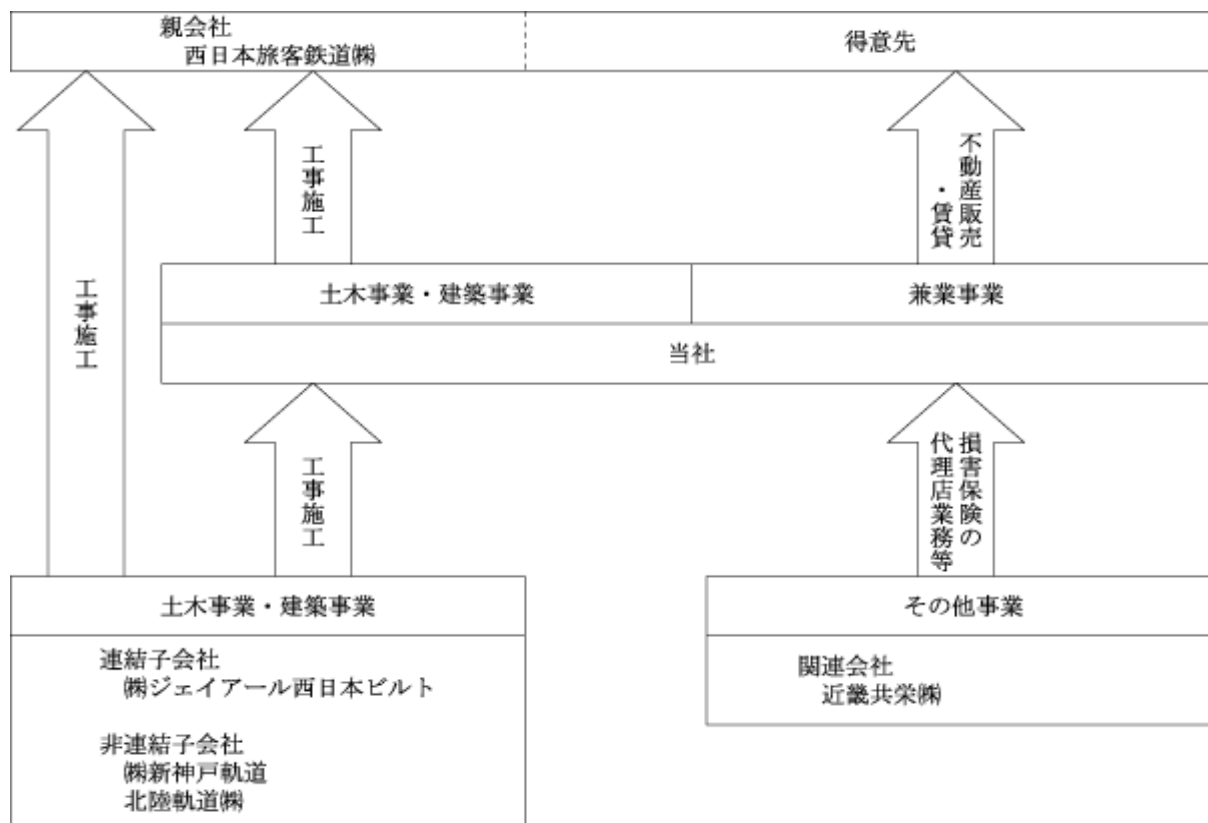 親会社
西日本旅客鉄道㈱
得意先
工事施工
工事施工
不動産販売
・賃貸
土木事業・建築事業
兼業事業
当社
工事施工
損害保険の
代理店業務等
土木事業・建築事業
その他事業
連結子会社
㈱ジェイアール西日本ビルト
非連結子会社
㈱新神戸軌道
北陸軌道㈱
関連会社
近畿共栄㈱